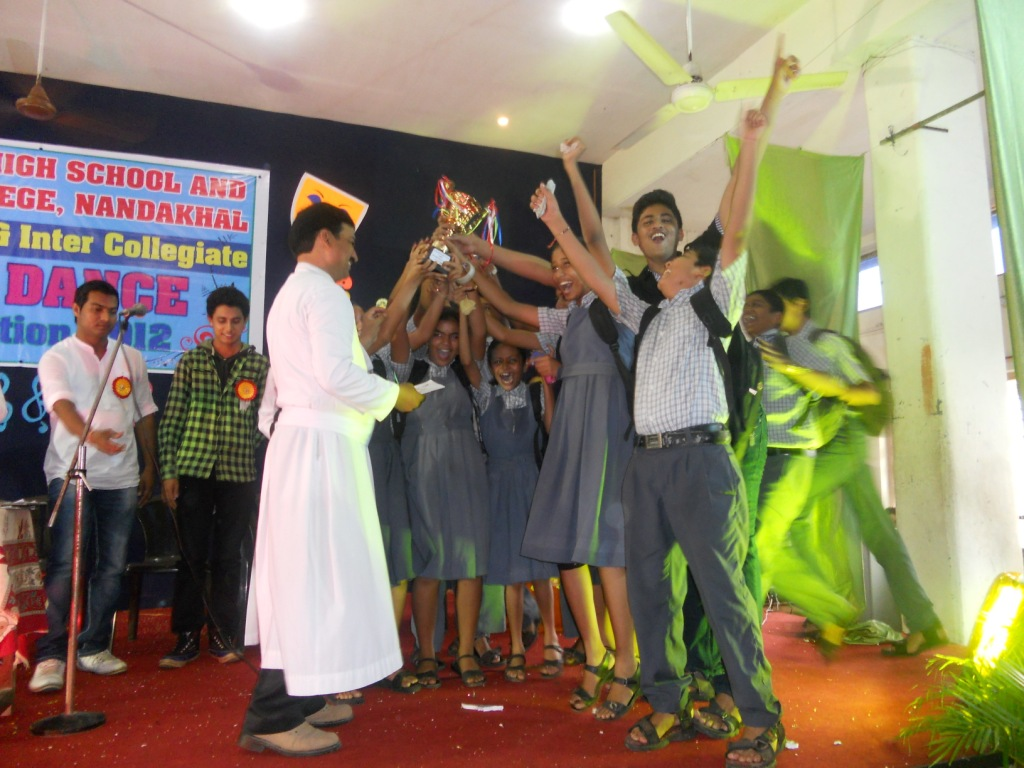 HIGH SCHOOL AND
EGE, NANDAKHAL
G Inter Collegiate
DANCE
tion 2012